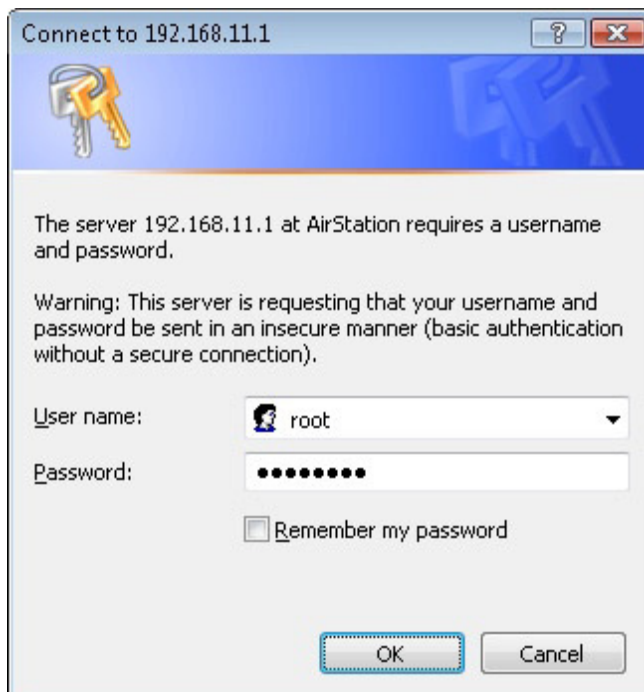 Connect to 192.168.11.1
The server 192.168.11.1 at AirStation requires a username
and password.
Warning: This server is requesting that your username and
password be sent in an insecure manner (basic authentication
without a secure connection).
User name:
root
Password:
••••••••
Remember my password
OK
Cancel